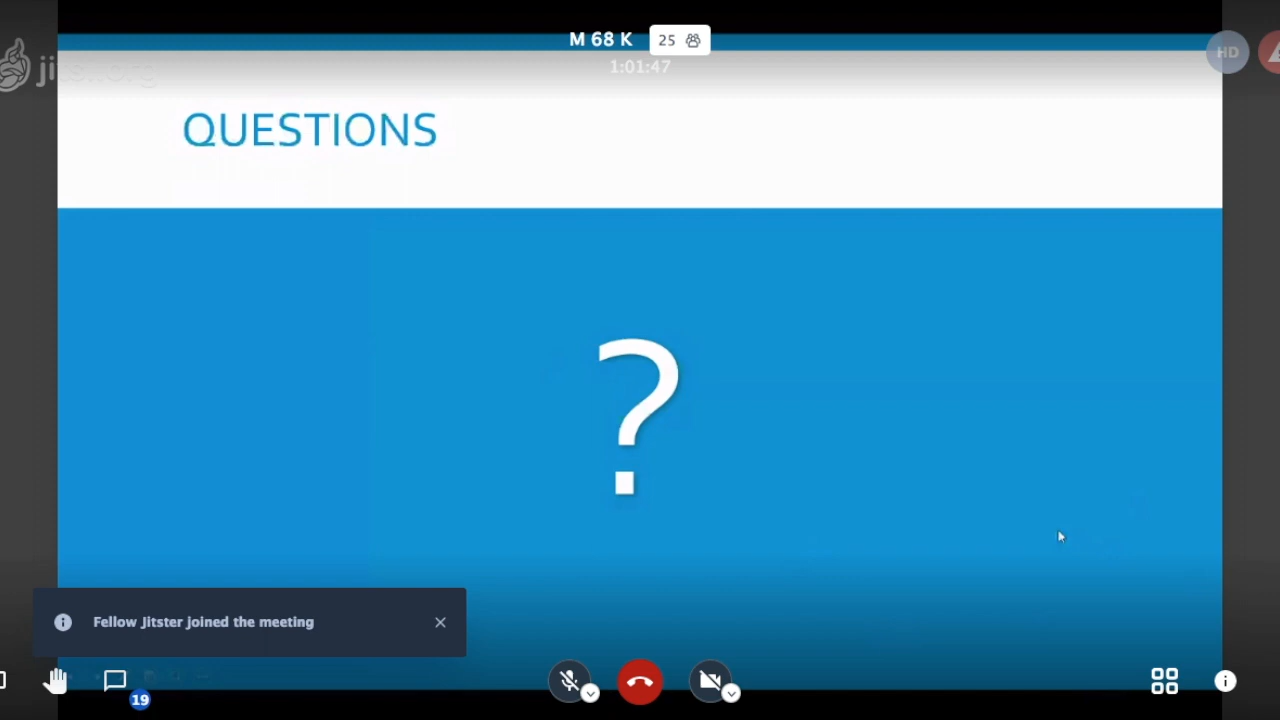 M 68 K 25
1:01:47
HD
QUESTIONS
?
Fellow Jitster joined the meeting
19